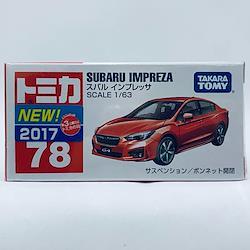 トミカ
SUBARU IMPREZA
スバル インプレッサ
SCALE 1/63
TAKARA
TOMY
NEW!
2017
78
サスペンション/ボンネット開閉